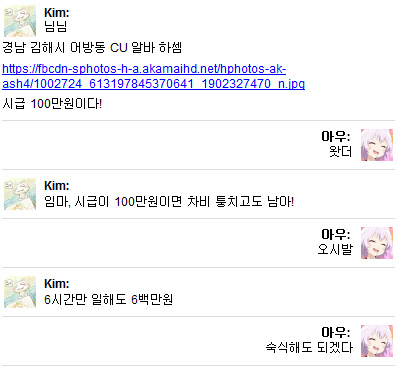 Kim:
님님
경남 김해시 어방동 CU 알바 하셈
https://fbcdn-sphotos-h-a.akamaihd.net/hphotos-ak-
ash4/1002724_613197845370641_1902327470_n.jpg
시급 100만원이다!
아우:
왓더
Kim:
임마, 시급이 100만원이면 차비 퉁치고도 남아!
아우:
오시발
Kim:
6시간만 일해도 6백만원
아우:
숙식해도 되겠다